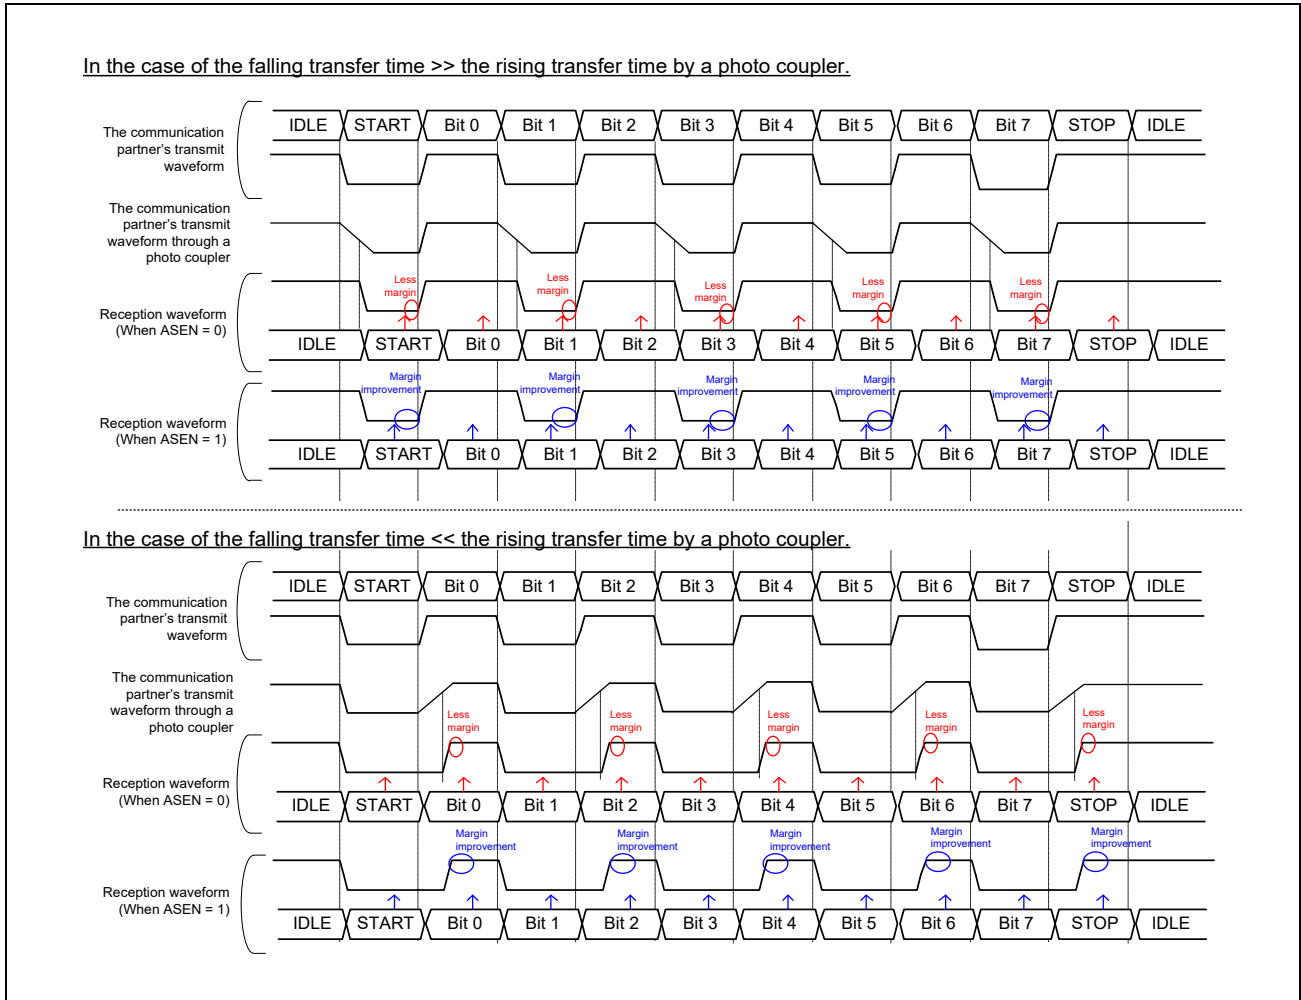 In the case of the falling transfer time >> the rising transfer time by a photo coupler.
The communication
partner's transmit
waveform
IDLE START Bit 0 Bit 1 Bit 2 Bit 3 Bit 4 Bit 5 Bit 6 Bit 7 STOP IDLE
The communication
partner's transmit
waveform through a
photo coupler
Reception waveform
(When ASEN = 0)
Less
margin
Less
margin
Less
margin
Less
margin
Less
margin
IDLE START Bit 0 Bit 1 Bit 2 Bit 3 Bit 4 Bit 5 Bit 6 Bit 7 STOP IDLE
Reception waveform
(When ASEN = 1)
Margin
improvement
Margin
improvement
Margin
improvement
Margin
improvement
Margin
improvement
IDLE START Bit 0 Bit 1 Bit 2 Bit 3 Bit 4 Bit 5 Bit 6 Bit 7 STOP IDLE
In the case of the falling transfer time << the rising transfer time by a photo coupler.
The communication
partner's transmit
waveform
IDLE START Bit 0 Bit 1 Bit 2 Bit 3 Bit 4 Bit 5 Bit 6 Bit 7 STOP IDLE
The communication
partner's transmit
waveform through a
photo coupler
Less
margin
Less
margin
Less
margin
Less
margin
Less
margin
Reception waveform
(When ASEN = 0)
IDLE START Bit 0 Bit 1 Bit 2 Bit 3 Bit 4 Bit 5 Bit 6 Bit 7 STOP IDLE
Margin
improvement
Margin
improvement
Margin
improvement
Margin
improvement
Margin
improvement
Reception waveform
(When ASEN = 1)
IDLE START Bit 0 Bit 1 Bit 2 Bit 3 Bit 4 Bit 5 Bit 6 Bit 7 STOP IDLE